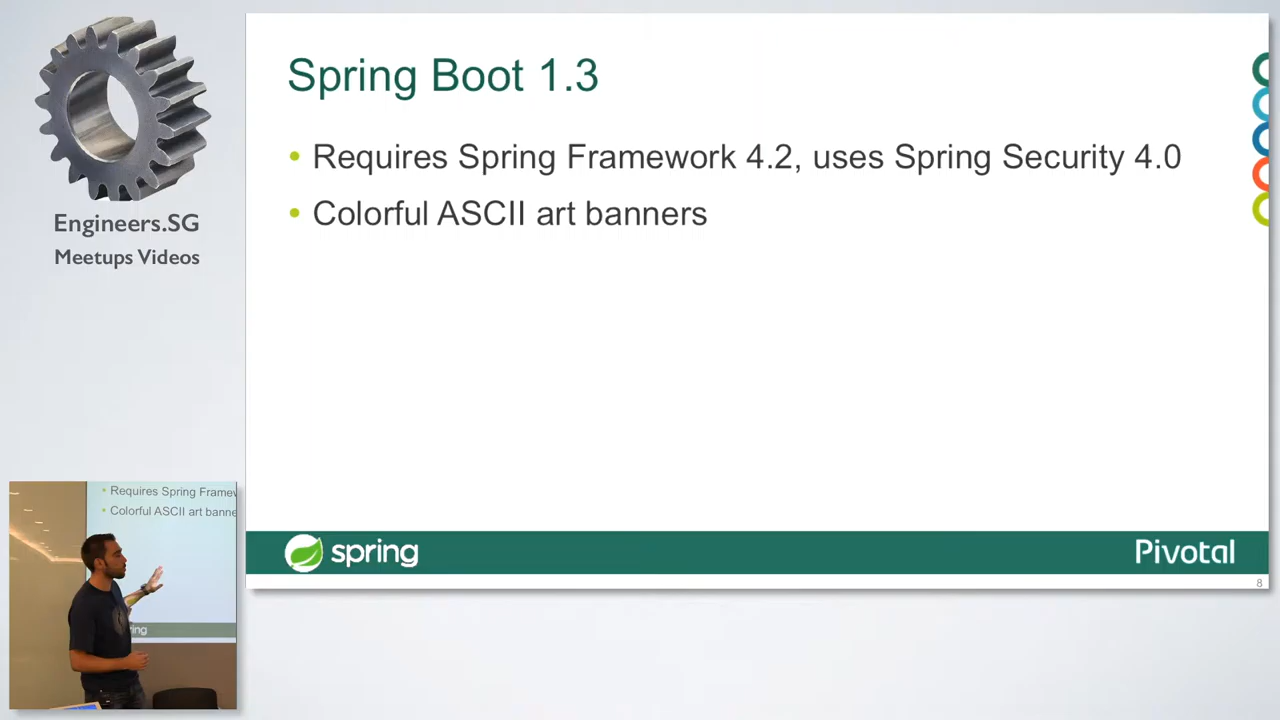 Engineers.SG
Meetups Videos
Spring Boot 1.3
• Requires Spring Framework 4.2, uses Spring Security 4.0
• Colorful ASCII art banners
spring
Pivotal
8
• Requires Spring Framew
• Colorful ASCII art banne
ring